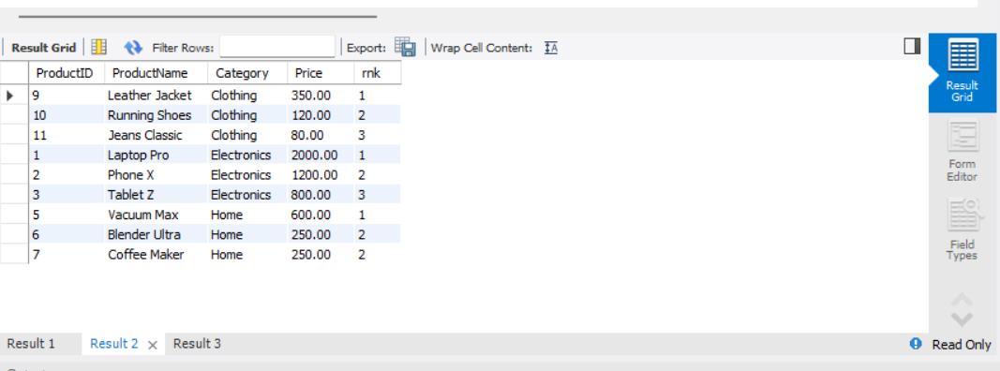 Result Grid Filter Rows: Export: Wrap Cell Content: IA
ProductID ProductName Category Price rnk
9 Leather Jacket Clothing 350.00 1
10 Running Shoes Clothing 120.00 2
11 Jeans Classic Clothing 80.00 3
1 Laptop Pro Electronics 2000.00 1
2 Phone X Electronics 1200.00 2
3 Tablet Z Electronics 800.00 3
5 Vacuum Max Home 600.00 1
6 Blender Ultra Home 250.00 2
7 Coffee Maker Home 250.00 2
Result
Grid
Form
Editor
Field
Types
Result 1 Result 2 × Result 3 Read Only